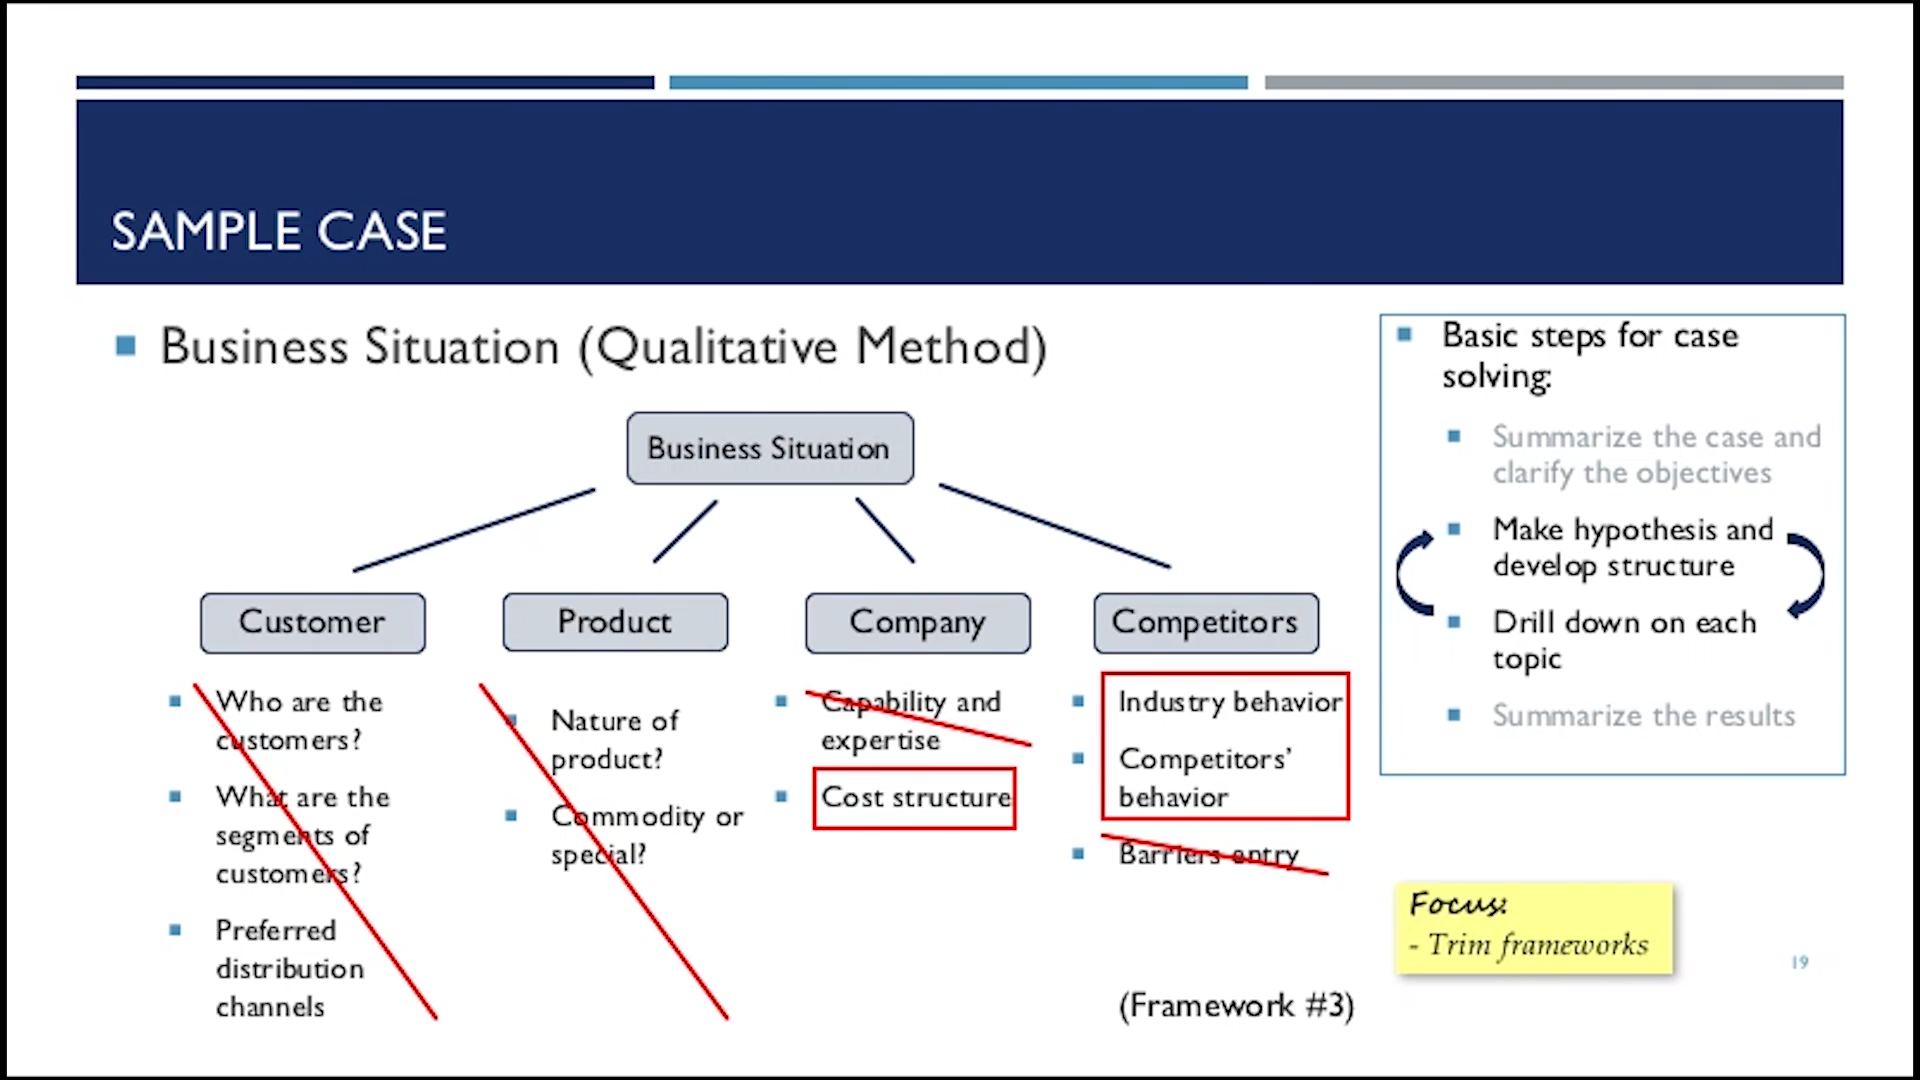 SAMPLE CASE
Business Situation (Qualitative Method)
Business Situation
Customer
Who are the
customers?
What are the
segments of
customers?
Preferred
distribution
channels
Product
Nature of
product?
Commodity or
special?
Company
Capability and
expertise
Cost structure
Competitors
Industry behavior
Competitors’
behavior
Barriers entry
(Framework #3)
Basic steps for case
solving:
Summarize the case and
clarify the objectives
Make hypothesis and
develop structure
Drill down on each
topic
Summarize the results
Focus:
- Trim frameworks
19